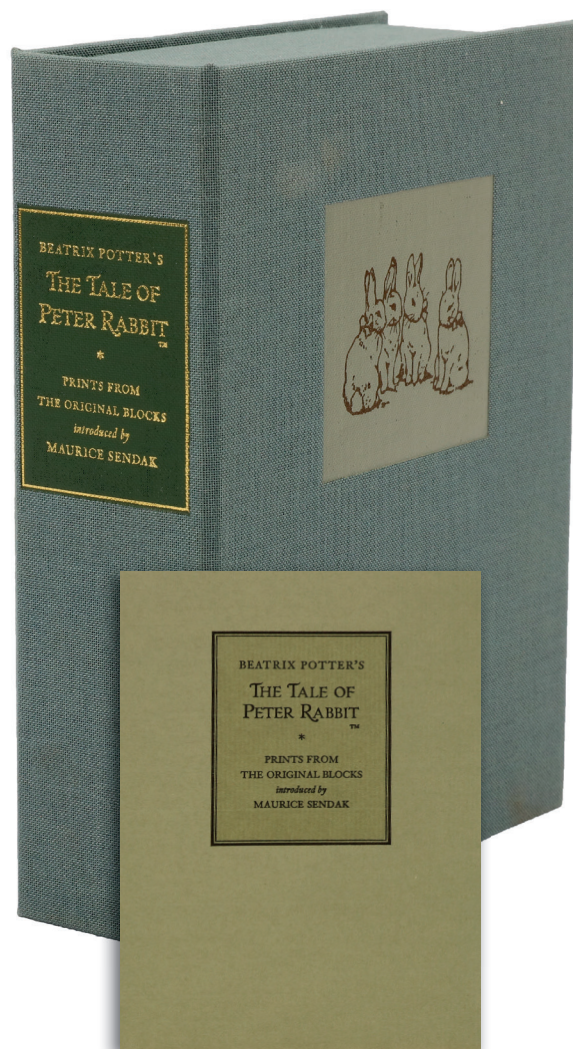 BEATRIX POTTER'S
THE TALE OF
PETER RABBIT
™
*
PRINTS FROM
THE ORIGINAL BLOCKS
introduced by
MAURICE SENDAK
BEATRIX POTTER'S
THE TALE OF
PETER RABBIT
™
*
PRINTS FROM
THE ORIGINAL BLOCKS
introduced by
MAURICE SENDAK